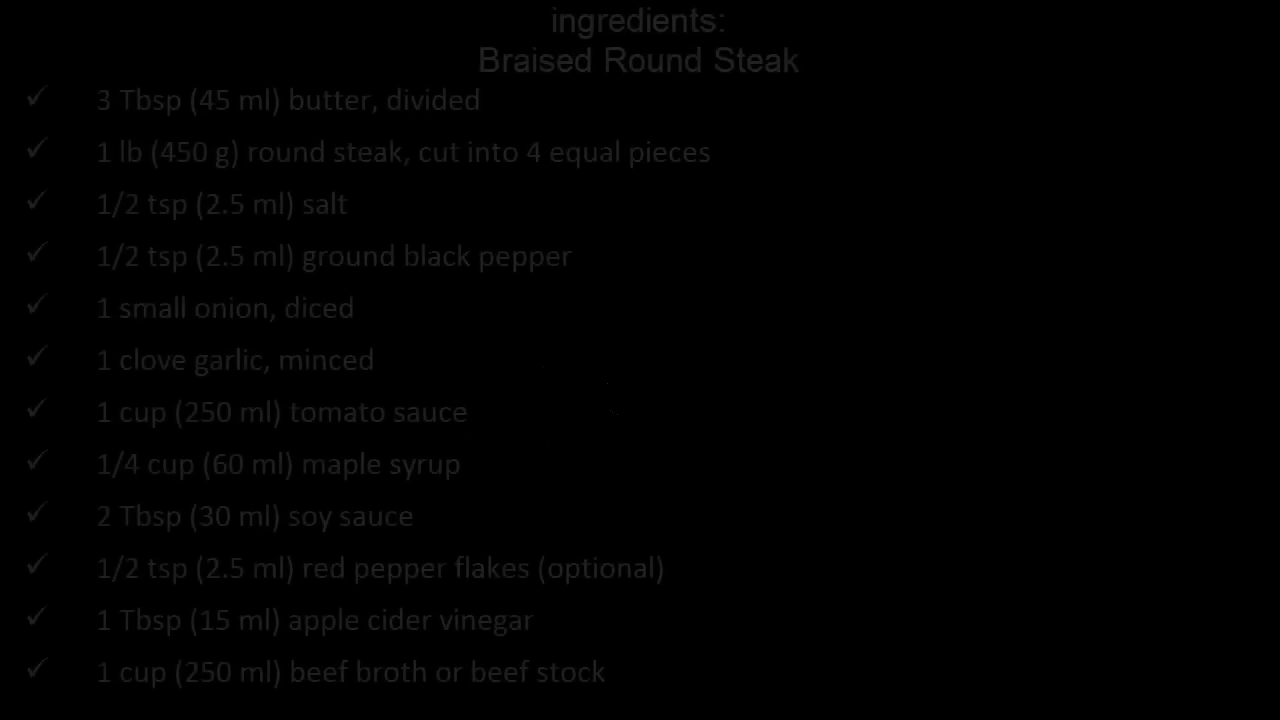 ingredients:
Braised Round Steak
✓ 3 Tbsp (45 ml) butter, divided
✓ 1 lb (450 g) round steak, cut into 4 equal pieces
✓ 1/2 tsp (2.5 ml) salt
✓ 1/2 tsp (2.5 ml) ground black pepper
✓ 1 small onion, diced
✓ 1 clove garlic, minced
✓ 1 cup (250 ml) tomato sauce
✓ 1/4 cup (60 ml) maple syrup
✓ 2 Tbsp (30 ml) soy sauce
✓ 1/2 tsp (2.5 ml) red pepper flakes (optional)
✓ 1 Tbsp (15 ml) apple cider vinegar
✓ 1 cup (250 ml) beef broth or beef stock